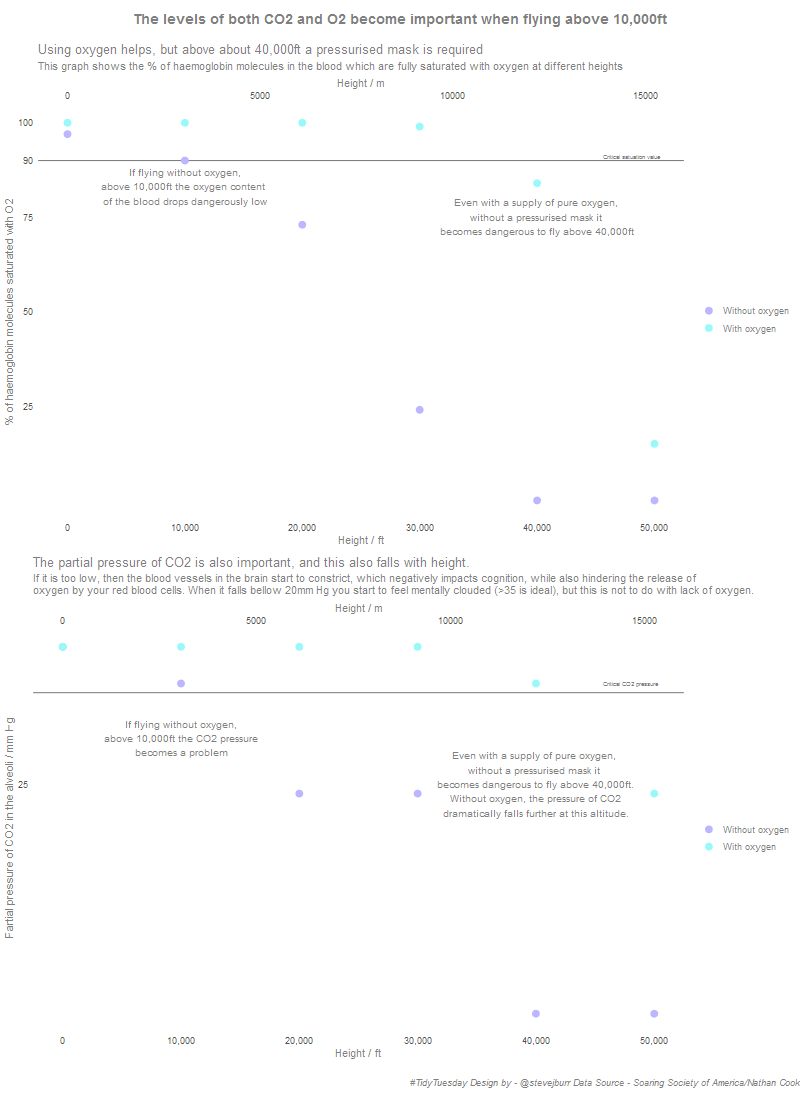 The levels of both CO2 and O2 become important when flying above 10,000ft
Using oxygen helps, but above about 40,000ft a pressurised mask is required
This graph shows the % of haemoglobin molecules in the blood which are fully saturated with oxygen at different heights
Height / m
0 5000 10000 15000
100
Critical satuation value
90
If flying without oxygen,
above 10,000ft the oxygen content
of the blood drops dangerously low
Even with a supply of pure oxygen,
without a pressurised mask it
becomes dangerous to fly above 40,000ft
75
% of haemoglobin molecules saturated with O2
50
Without oxygen
With oxygen
25
0 10,000 20,000 30,000 40,000 50,000
Height / ft
The partial pressure of CO2 is also important, and this also falls with height.
If it is too low, then the blood vessels in the brain start to constrict, which negatively impacts cognition, while also hindering the release of
oxygen by your red blood cells. When it falls bellow 20mm Hg you start to feel mentally clouded (>35 is ideal), but this is not to do with lack of oxygen.
Height / m
0 5000 10000 15000
Critical CO2 pressure
If flying without oxygen,
above 10,000ft the CO2 pressure
becomes a problem
Even with a supply of pure oxygen,
without a pressurised mask it
becomes dangerous to fly above 40,000ft.
Without oxygen, the pressure of CO2
dramatically falls further at this altitude.
25
Partial pressure of CO2 in the alveoli / mm Hg
Without oxygen
With oxygen
0 10,000 20,000 30,000 40,000 50,000
Height / ft
#TidyTuesday Design by - @stevejburr Data Source - Soaring Society of America/Nathan Cook